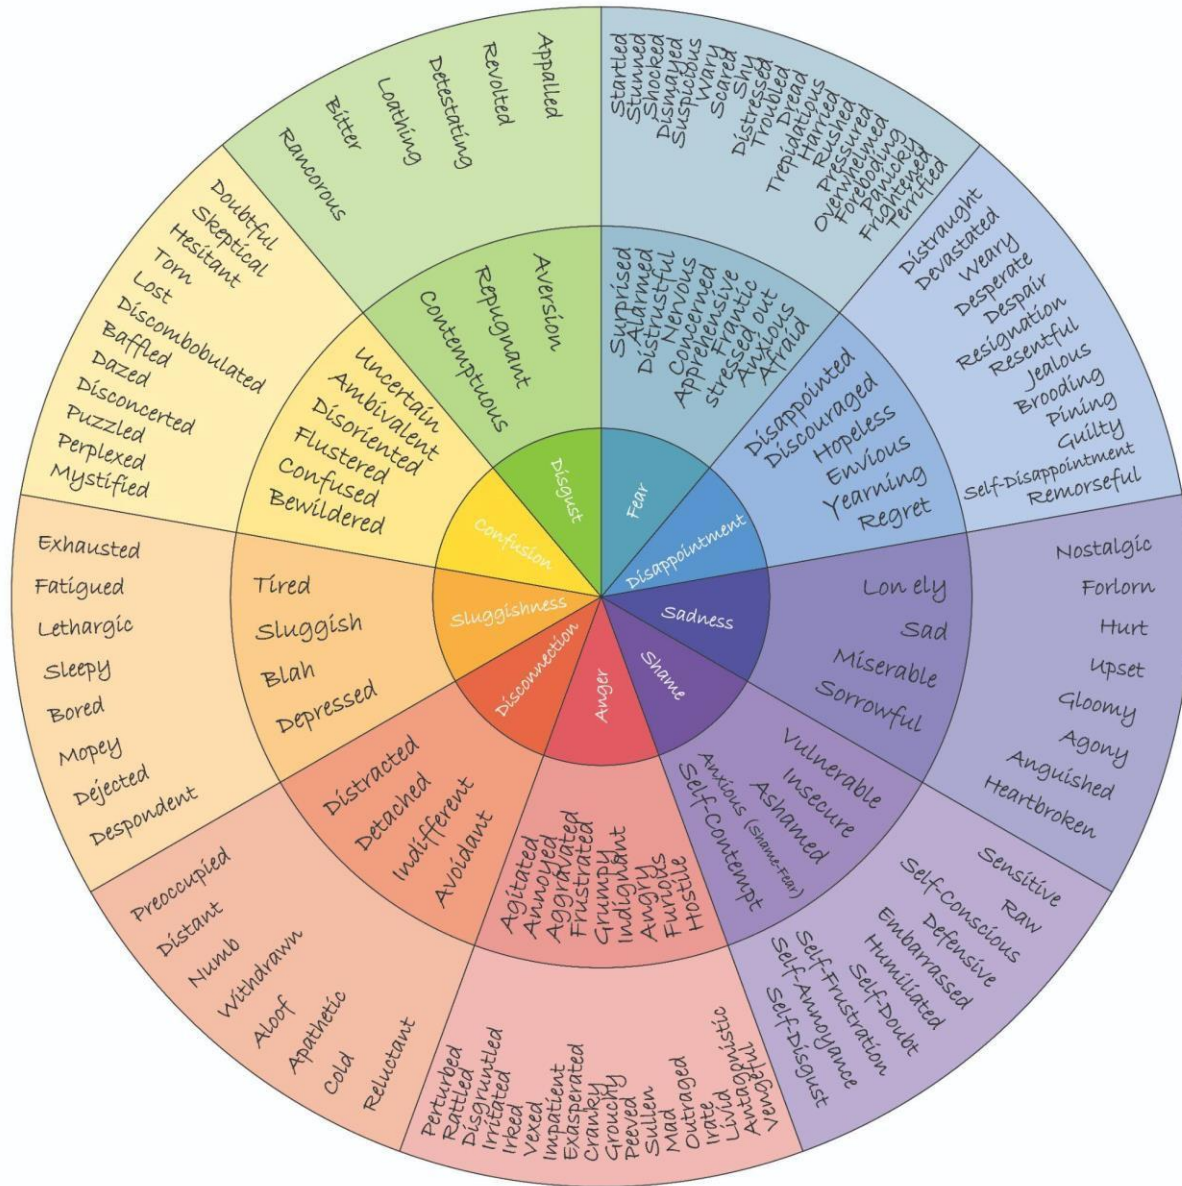 Fear
Surprised
Alarmed
Distrustful
Nervous
Concerned
Apprehensive
Frantic
stressed out
Anxious
Afraid
Startled
Stunned
Shocked
Dismayed
Suspicious
Wary
Scared
Shy
Distressed
Troubled
Dread
Trepidatious
Harried
Rushed
Pressured
Overwhelmed
Foreboding
Panicky
Frightened
Terrified
Disappointment
Disappointed
Discouraged
Hopeless
Envious
Yearning
Regret
Distraught
Devastated
Weary
Desperate
Despair
Resignation
Resentful
Jealous
Brooding
Pining
Guilty
Self-Disappointment
Remorseful
Sadness
Lon ely
Sad
Miserable
Sorrowful
Nostalgic
Forlorn
Hurt
Upset
Gloomy
Agony
Anguished
Heartbroken
Shame
Vulnerable
Insecure
Ashamed
Anxious (Shame-Fear)
Self-Contempt
Sensitive
Raw
Self-Conscious
Defensive
Embarrassed
Humiliated
Self-Doubt
Self-Frustration
Self-Annoyance
Self-Disgust
Anger
Agitated
Annoyed
Aggravated
Frustrated
Grumpy
Indignant
Angry
Furious
Hostile
Perturbed
Rattled
Disgruntled
Irritated
Irked
Vexed
Impatient
Exasperated
Cranky
Grouchy
Peeved
Sullen
Mad
Outraged
Irate
Livid
Antagonistic
Vengeful
Disconnection
Distracted
Detached
Indifferent
Avoidant
Preoccupied
Distant
Numb
Withdrawn
Aloof
Apathetic
Cold
Reluctant
Sluggishness
Tired
Sluggish
Blah
Depressed
Exhausted
Fatigued
Lethargic
Sleepy
Bored
Mopey
Dejected
Despondent
Confusion
Uncertain
Ambivalent
Disoriented
Flustered
Confused
Bewildered
Doubtful
Skeptical
Hesitant
Torn
Lost
Discombobulated
Baffled
Dazed
Disconcerted
Puzzled
Perplexed
Mystified
Disgust
Contemptuous
Repugnant
Aversion
Rancorous
Bitter
Loathing
Detestating
Revolted
Appalled